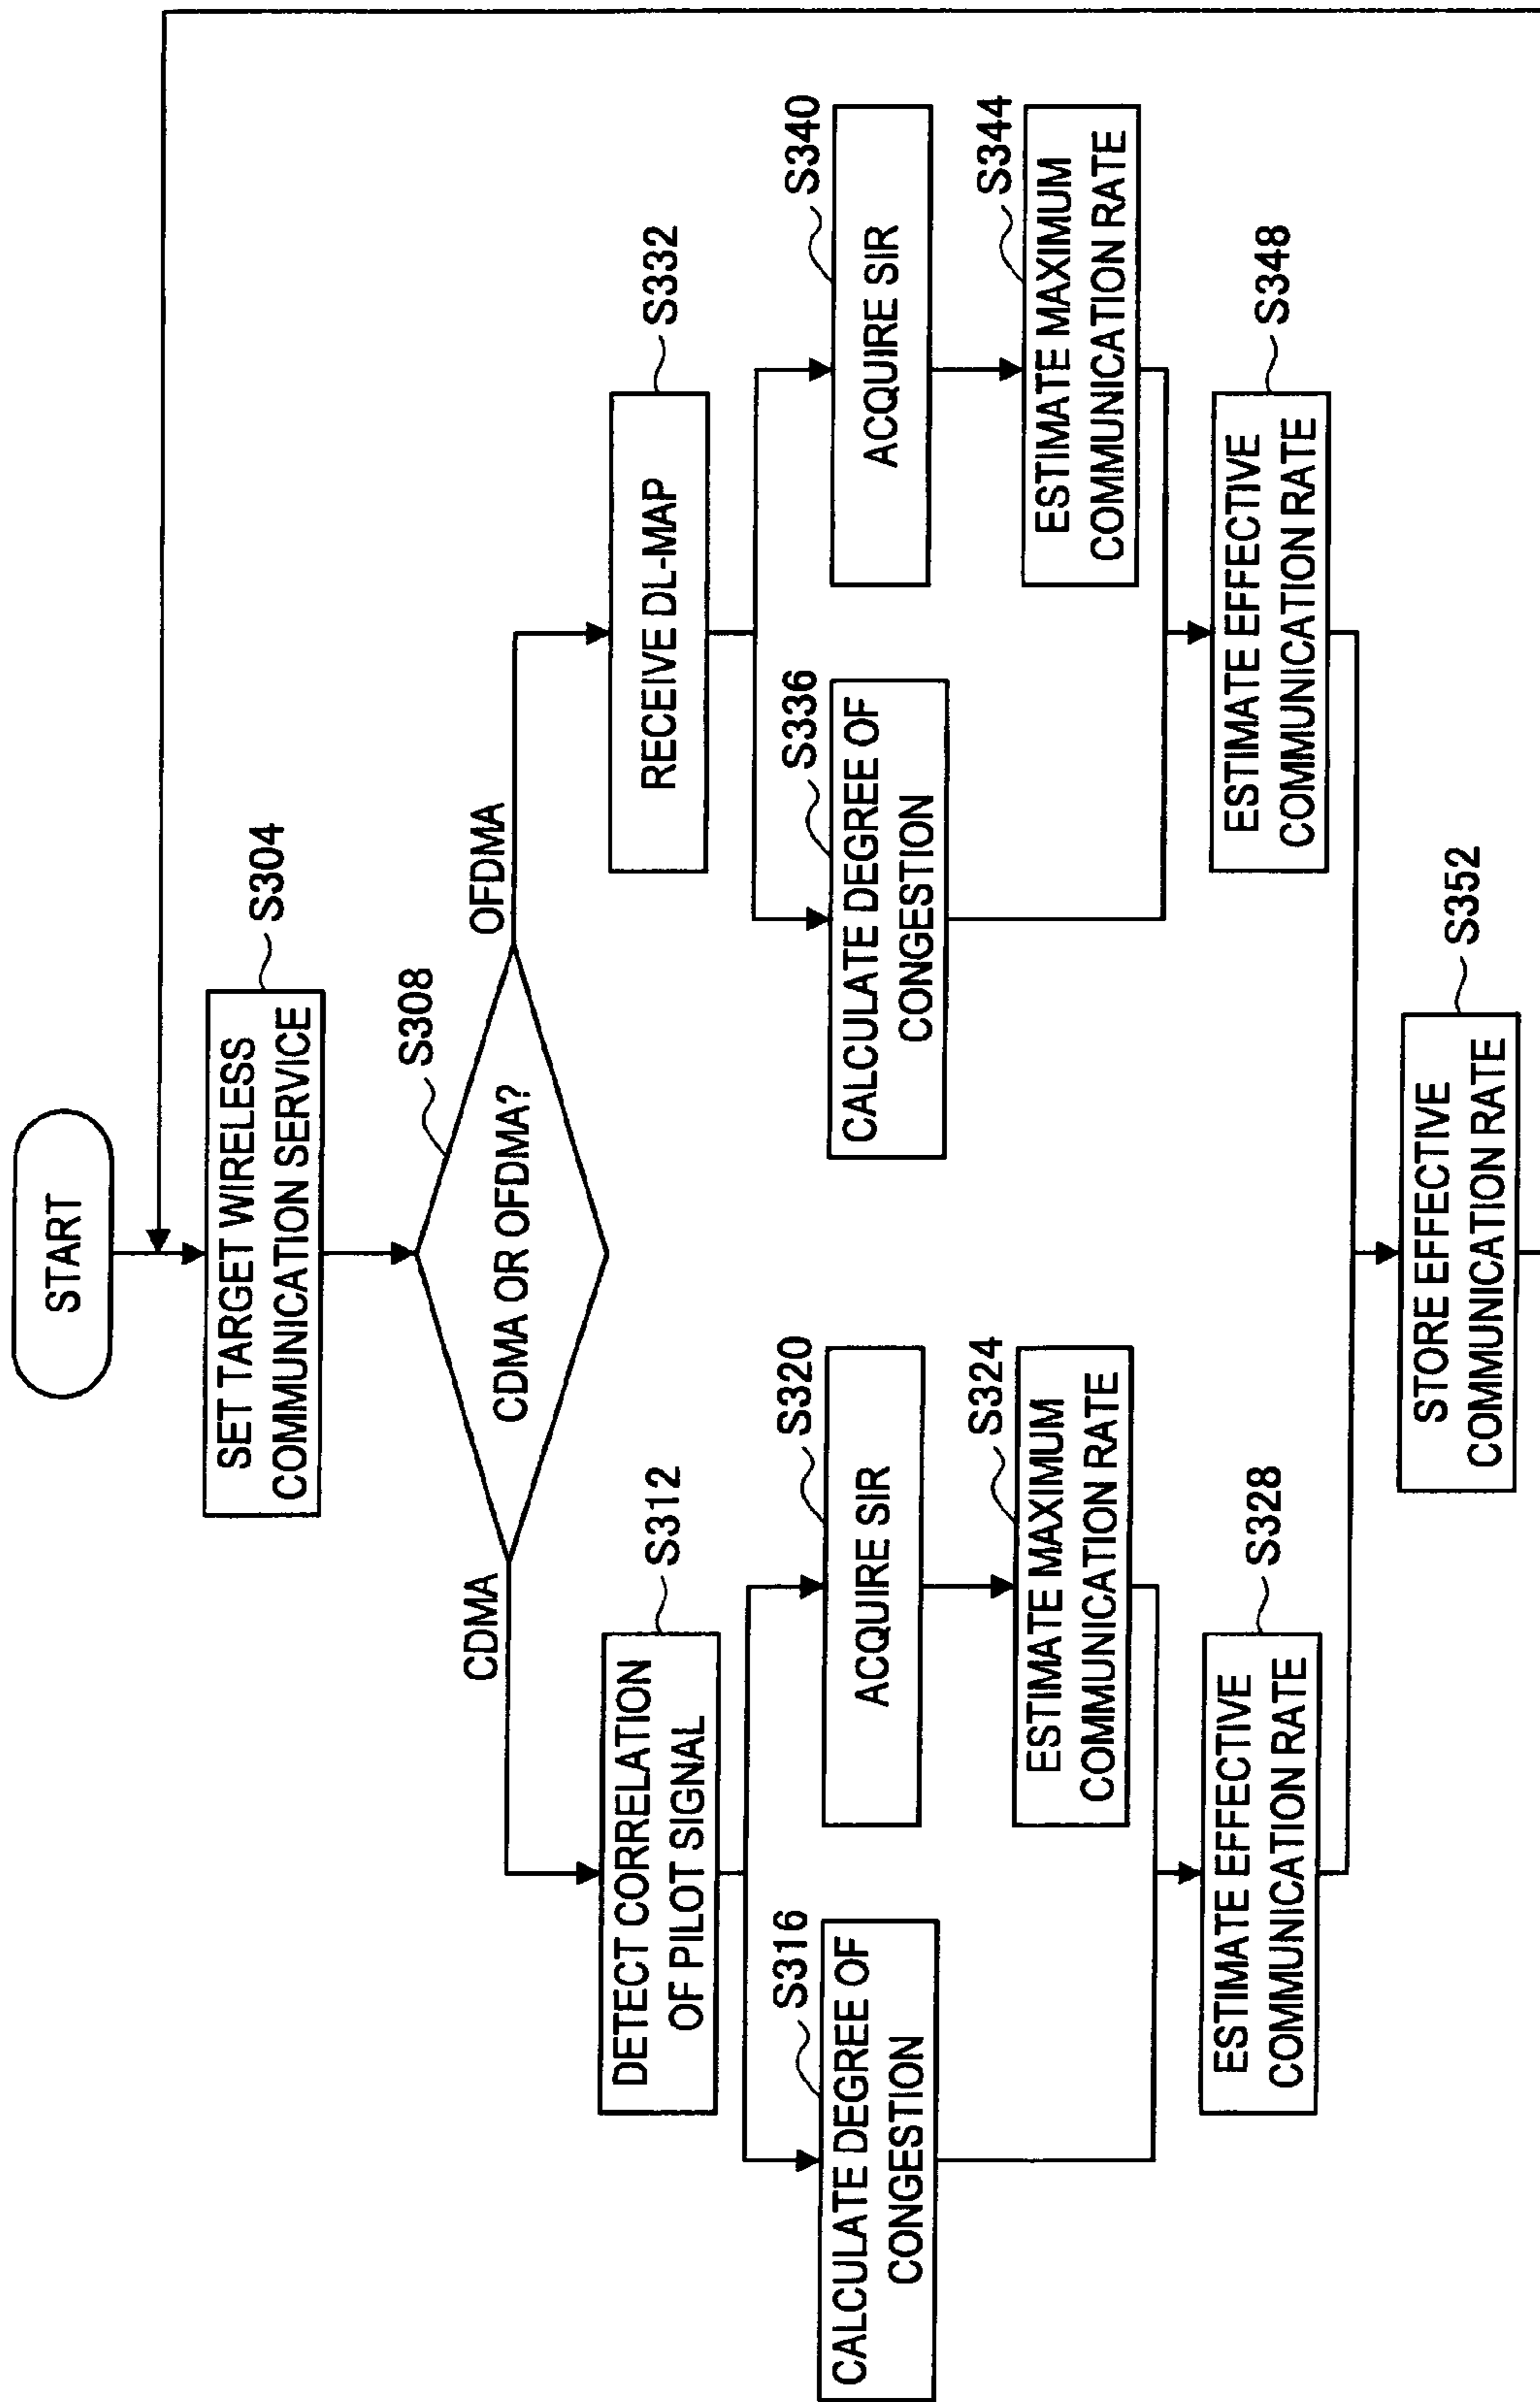 START
SET TARGET WIRELESS
COMMUNICATION SERVICE
S304
CDMA OR OFDMA?
S308
CDMA
OFDMA
DETECT CORRELATION
OF PILOT SIGNAL
S312
RECEIVE DL-MAP
S332
CALCULATE DEGREE OF
CONGESTION
S316
ACQUIRE SIR
S320
CALCULATE DEGREE OF
CONGESTION
S336
ACQUIRE SIR
S340
ESTIMATE MAXIMUM
COMMUNICATION RATE
S324
ESTIMATE MAXIMUM
COMMUNICATION RATE
S344
ESTIMATE EFFECTIVE
COMMUNICATION RATE
S328
ESTIMATE EFFECTIVE
COMMUNICATION RATE
S348
STORE EFFECTIVE
COMMUNICATION RATE
S352